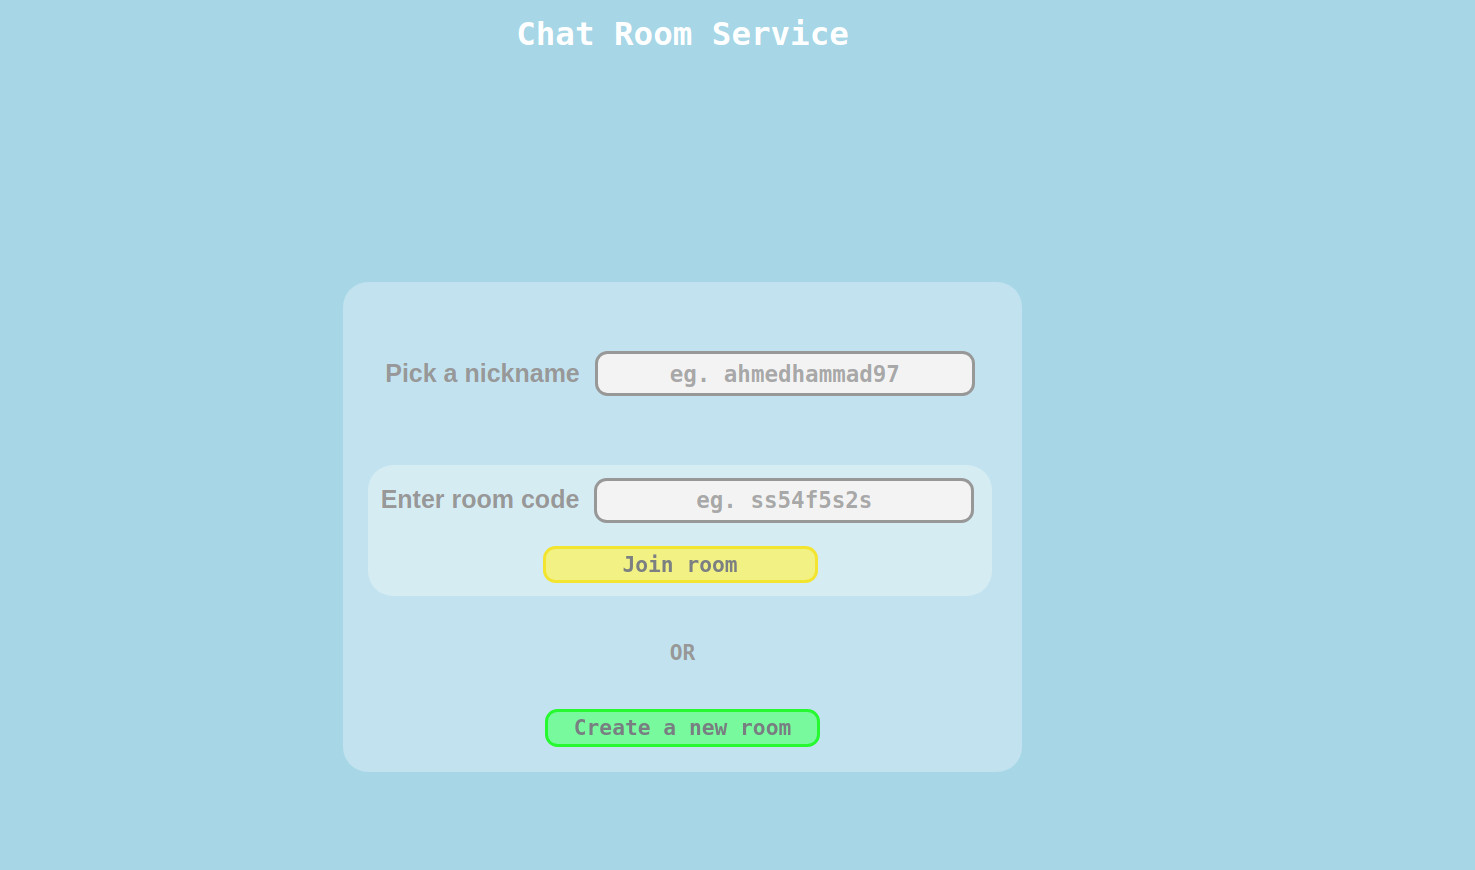 Chat Room Service
Pick a nickname eg. ahmedhammad97
Enter room code eg. ss54f5s2s
Join room
OR
Create a new room